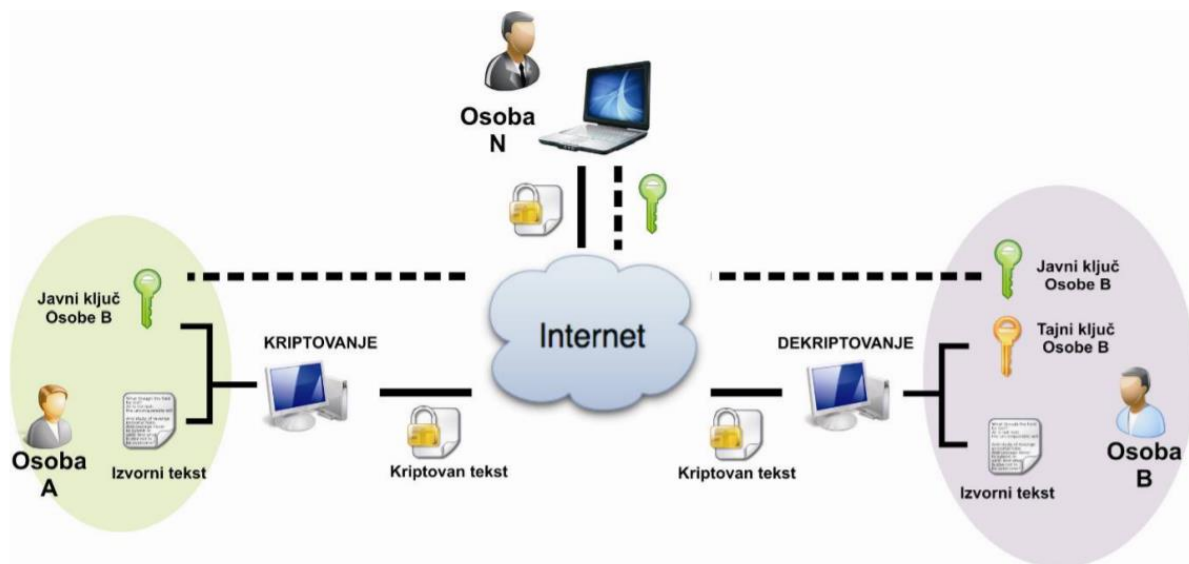 Osoba
N
Javni ključ
Osobe B
KRIPTOVANJE
Internet
DEKRIPTOVANJE
Javni ključ
Osobe B
Tajni ključ
Osobe B
Osoba
A
Izvorni tekst
Kriptovan tekst
Kriptovan tekst
Izvorni tekst
Osoba
B